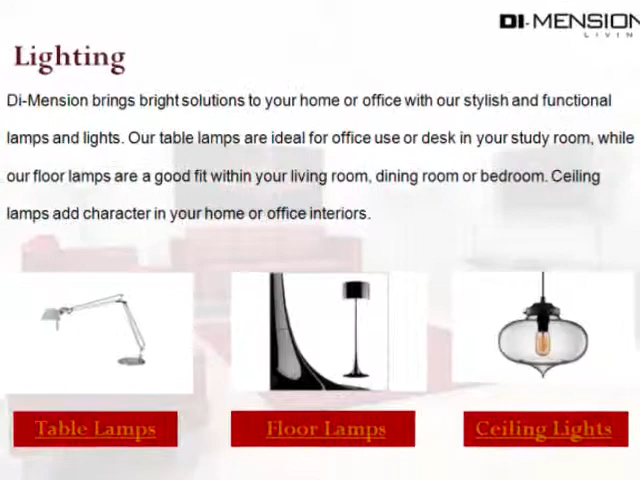 DI-MENSION
LIVIN
Lighting
Di-Mension brings bright solutions to your home or office with our stylish and functional
lamps and lights. Our table lamps are ideal for office use or desk in your study room, while
our floor lamps are a good fit within your living room, dining room or bedroom. Ceiling
lamps add character in your home or office interiors.
Table Lamps
Floor Lamps
Ceiling Lights